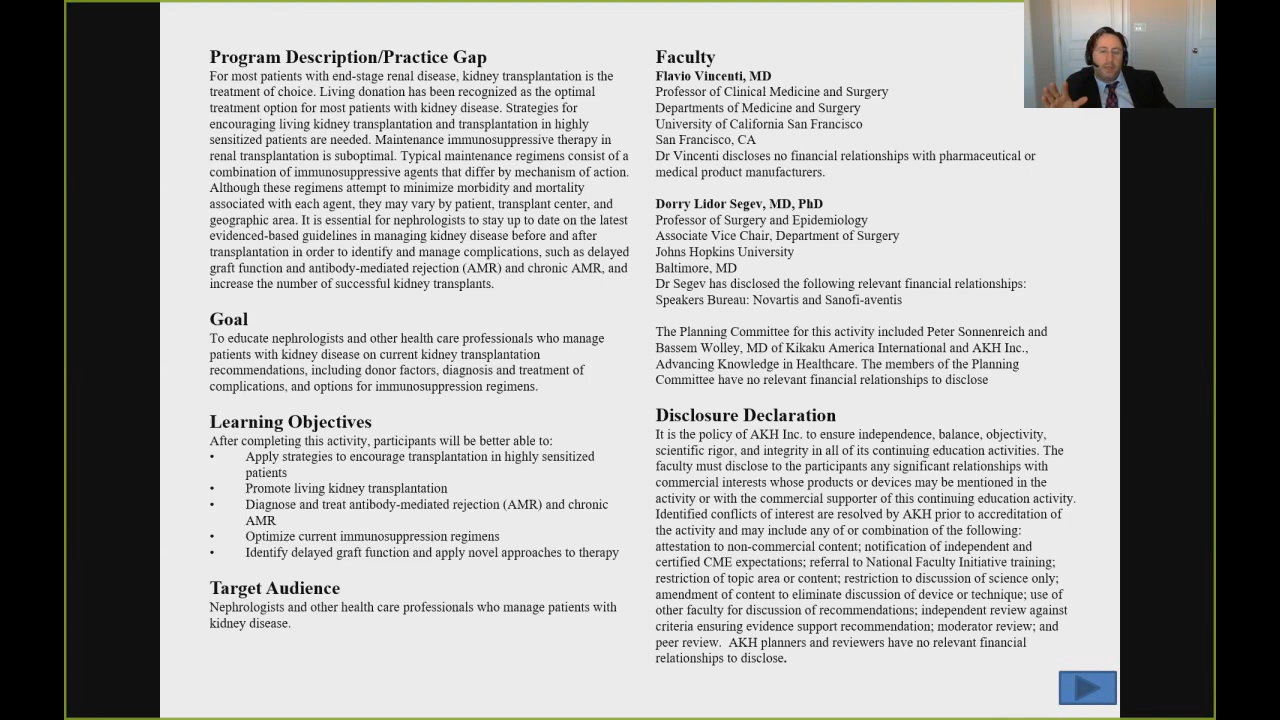 Program Description/Practice Gap
For most patients with end-stage renal disease, kidney transplantation is the
treatment of choice. Living donation has been recognized as the optimal
treatment option for most patients with kidney disease. Strategies for
encouraging living kidney transplantation and transplantation in highly
sensitized patients are needed. Maintenance immunosuppressive therapy in
renal transplantation is suboptimal. Typical maintenance regimens consist of a
combination of immunosuppressive agents that differ by mechanism of action.
Although these regimens attempt to minimize morbidity and mortality
associated with each agent, they may vary by patient, transplant center, and
geographic area. It is essential for nephrologists to stay up to date on the latest
evidenced-based guidelines in managing kidney disease before and after
transplantation in order to identify and manage complications, such as delayed
graft function and antibody-mediated rejection (AMR) and chronic AMR, and
increase the number of successful kidney transplants.
Goal
To educate nephrologists and other health care professionals who manage
patients with kidney disease on current kidney transplantation
recommendations, including donor factors, diagnosis and treatment of
complications, and options for immunosuppression regimens.
Learning Objectives
After completing this activity, participants will be better able to:
• Apply strategies to encourage transplantation in highly sensitized
patients
• Promote living kidney transplantation
• Diagnose and treat antibody-mediated rejection (AMR) and chronic
AMR
• Optimize current immunosuppression regimens
• Identify delayed graft function and apply novel approaches to therapy
Target Audience
Nephrologists and other health care professionals who manage patients with
kidney disease.
Faculty
Flavio Vincenti, MD
Professor of Clinical Medicine and Surgery
Departments of Medicine and Surgery
University of California San Francisco
San Francisco, CA
Dr Vincenti discloses no financial relationships with pharmaceutical or
medical product manufacturers.
Dorry Lidor Segev, MD, PhD
Professor of Surgery and Epidemiology
Associate Vice Chair, Department of Surgery
Johns Hopkins University
Baltimore, MD
Dr Segev has disclosed the following relevant financial relationships:
Speakers Bureau: Novartis and Sanofi-aventis
The Planning Committee for this activity included Peter Sonnenreich and
Bassem Wolley, MD of Kikaku America International and AKH Inc.,
Advancing Knowledge in Healthcare. The members of the Planning
Committee have no relevant financial relationships to disclose
Disclosure Declaration
It is the policy of AKH Inc. to ensure independence, balance, objectivity,
scientific rigor, and integrity in all of its continuing education activities. The
faculty must disclose to the participants any significant relationships with
commercial interests whose products or devices may be mentioned in the
activity or with the commercial supporter of this continuing education activity.
Identified conflicts of interest are resolved by AKH prior to accreditation of
the activity and may include any of or combination of the following:
attestation to non-commercial content; notification of independent and
certified CME expectations; referral to National Faculty Initiative training;
restriction of topic area or content; restriction to discussion of science only;
amendment of content to eliminate discussion of device or technique; use of
other faculty for discussion of recommendations; independent review against
criteria ensuring evidence support recommendation; moderator review; and
peer review.  AKH planners and reviewers have no relevant financial
relationships to disclose.